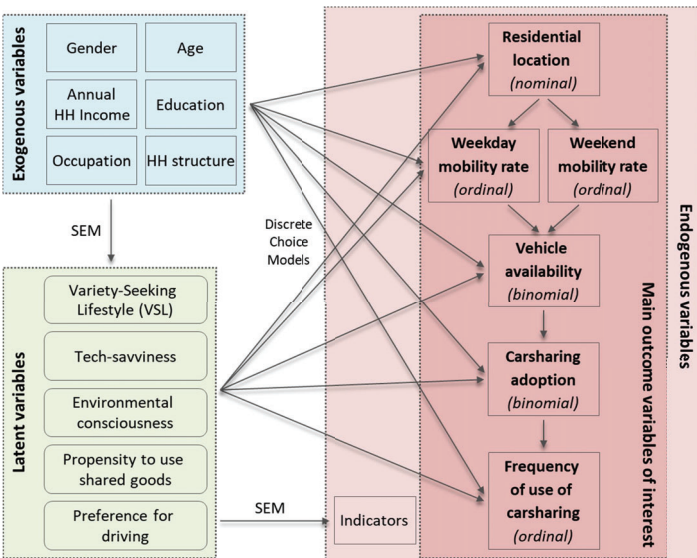 Exogenous variables
Gender
Age
Annual
HH Income
Education
Occupation
HH structure
SEM
Latent variables
Variety-Seeking
Lifestyle (VSL)
Tech-savviness
Environmental
consciousness
Propensity to use
shared goods
Preference for
driving
SEM
Discrete
Choice
Models
Indicators
Residential
location
(nominal)
Weekday
mobility rate
(ordinal)
Weekend
mobility rate
(ordinal)
Vehicle
availability
(binomial)
Carsharing
adoption
(binomial)
Frequency
of use of
carsharing
(ordinal)
Main outcome variables of interest
Endogenous variables